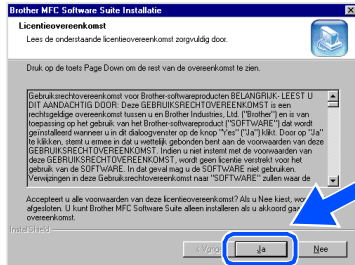 Brother MFC Software Suite Installatie
Licentieovereenkomst
Lees de onderstaande licentieovereenkomst zorgvuldig door.
Druk op de toets Page Down om de rest van de overeenkomst te zien.
Gebruiksrechtovereenkomst voor Brother-softwareproducten BELANGRIJK- LEEST U
DIT AANDACHTIG DOOR: Deze GEBRUIKSRECHTOVEREENKOMST is een
rechtsgeldige overeenkomst tussen u en Brother Industries, Ltd. ("Brother") en is van
toepassing op het gebruik van het Brother-softwareproduct ("SOFTWARE") dat wordt
geïnstalleerd wanneer u in dit dialoogvenster op de knop "Yes" ("Ja") klikt. Door op "Ja"
te klikken, stemt u ermee in dat u wettelijk gebonden bent aan de voorwaarden van deze
GEBRUIKSRECHTOVEREENKOMST. Indien u niet instemt met de voorwaarden van
deze GEBRUIKSRECHTOVEREENKOMST, wordt geen licentie verstrekt voor het
gebruik van de SOFTWARE. In dat geval mag u de SOFTWARE niet gebruiken.
Verwijzingen in deze Gebruiksrechtovereenkomst naar "SOFTWARE" zullen waar de
Accepteert u alle voorwaarden van deze licentieovereenkomst? Als u Nee kiest,
afgesloten. U kunt Brother MFC Software Suite alleen installeren als u akkoord
overeenkomst.
InstallShield
Ja
Nee